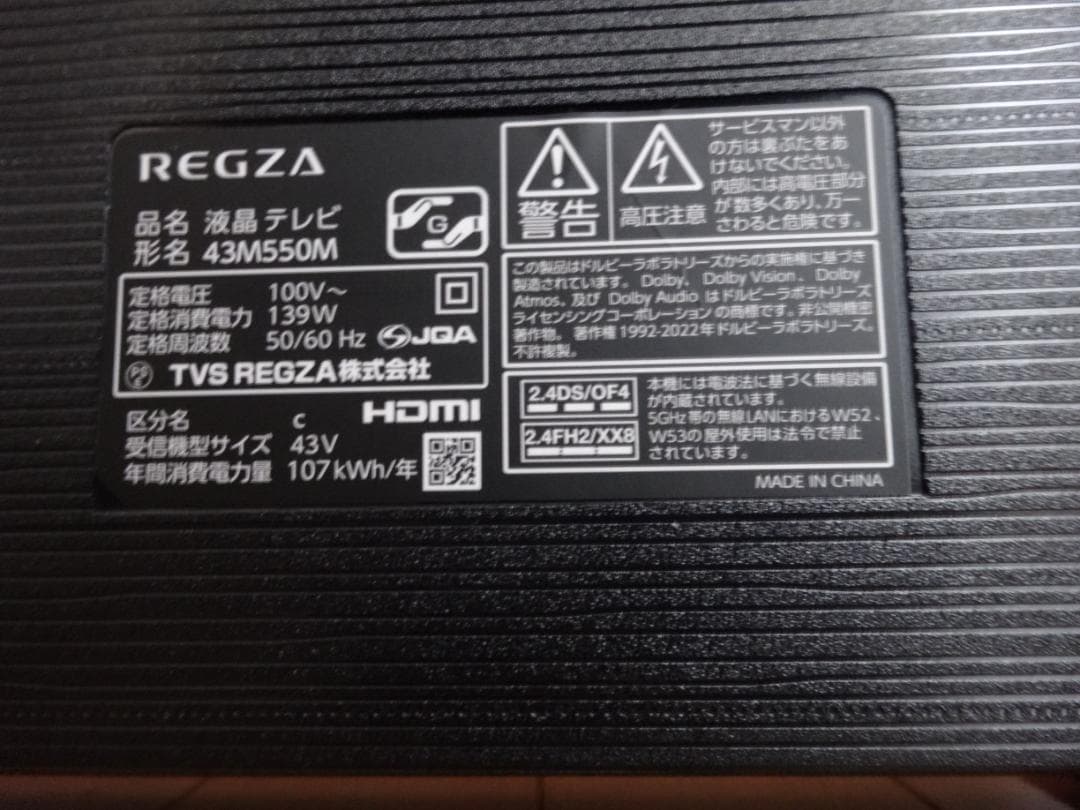 REGZA
品名 液晶テレビ
形名 43M550M
G
定格電圧 100V～
定格消費電力 139W
定格周波数 50/60 Hz
JQA
PS
E
TVS REGZA株式会社
区分名 c
HDMI
受信機型サイズ 43V
年間消費電力量 107kWh/年
警告
高圧注意
サービスマン以外
の方は裏ぶたをあ
けないでください。
内部には高電圧部分
が数多くあり、万一
さわると危険です。
この製品はドルビーラボラトリーズからの実施権に基づき
製造されています。Dolby、Dolby Vision、Dolby
Atmos、及び Dolby Audio はドルビーラボラトリーズ
ライセンシングコーポレーションの商標です。非公開機密
著作物。著作権 1992-2022年ドルビーラボラトリーズ。
不許複製。
2.4DS/OF4
2.4FH2/XX8
本機には電波法に基づく無線設備
が内蔵されています。
5GHz帯の無線LANにおけるW52、
W53の屋外使用は法令で禁止
されています。
MADE IN CHINA